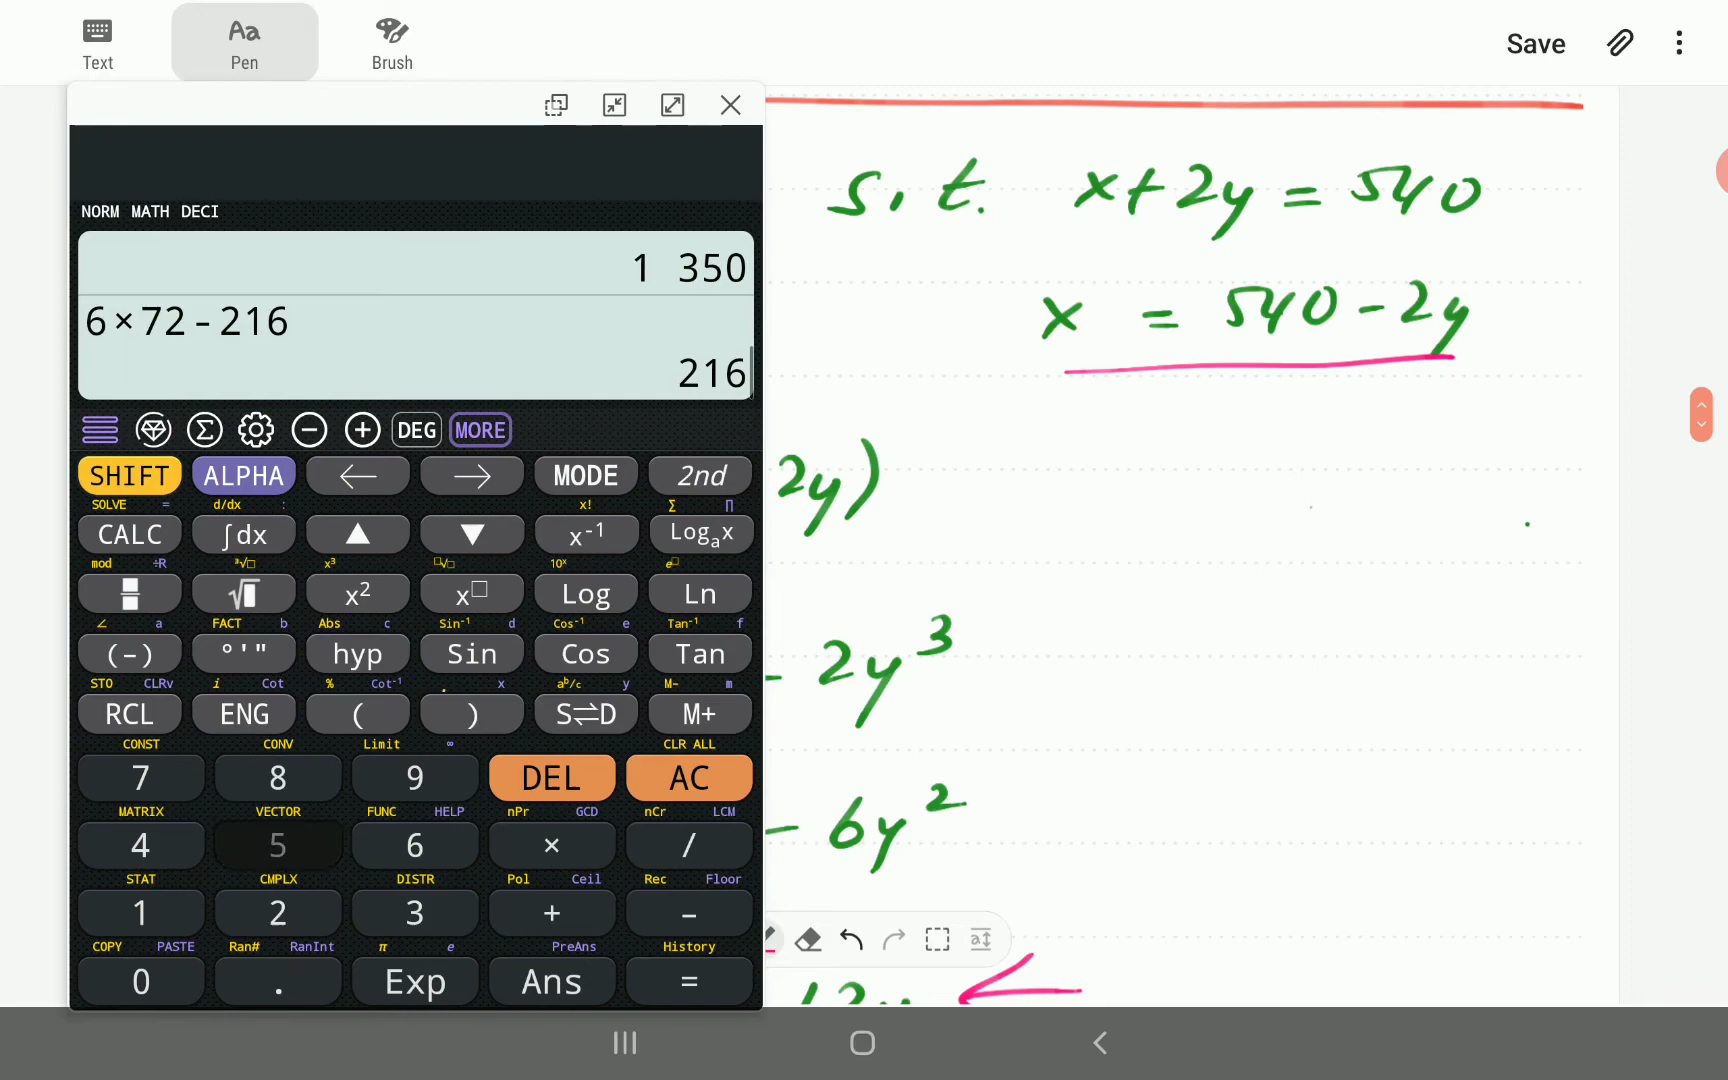 Text Aa Pen Brush Save
NORM MATH DECI
1 350
6×72-216
216
DEG MORE
SHIFT ALPHA ← → MODE 2nd
SOLVE = d/dx : x! Σ ∏
CALC ∫dx ▲ ▼ x⁻¹ Logₐx
mod ÷R ³√□ x³ □√□ 10ˣ e□
√ x² x□ Log Ln
∠ a FACT b Abs c Sin⁻¹ d Cos⁻¹ e Tan⁻¹ f
(-) °'" hyp Sin Cos Tan
STO CLRv i Cot % Cot⁻¹ , x aᵇ/c y M- m
RCL ENG ( ) S⇌D M+
CONST CONV Limit ∞ CLR ALL
7 8 9 DEL AC
MATRIX VECTOR FUNC HELP nPr GCD nCr LCM
4 5 6 × /
STAT CMPLX DISTR Pol Ceil Rec Floor
1 2 3 + -
COPY PASTE Ran# RanInt π e PreAns History
0 . Exp Ans =
s.t. x+2y = 540
x = 540-2y
2y)
- 2y³
- 6y²